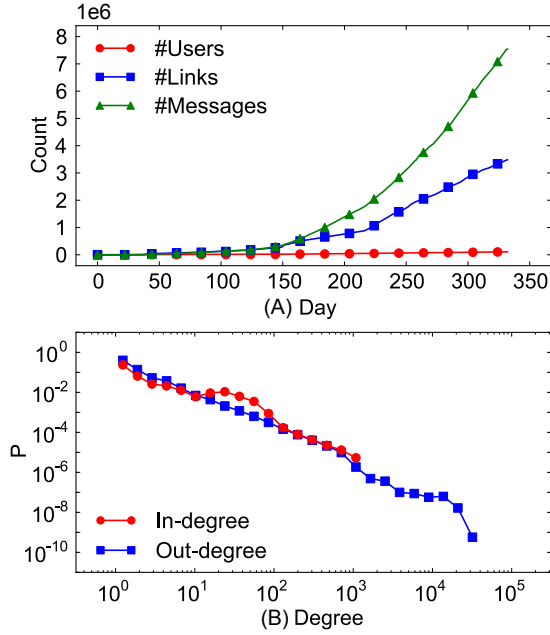 1e6
8
7
6
5
4
3
2
1
0
Count
#Users
#Links
#Messages
0 50 100 150 200 250 300 350
(A) Day
10^0
10^-2
10^-4
10^-6
10^-8
10^-10
P
In-degree
Out-degree
10^0 10^1 10^2 10^3 10^4 10^5
(B) Degree